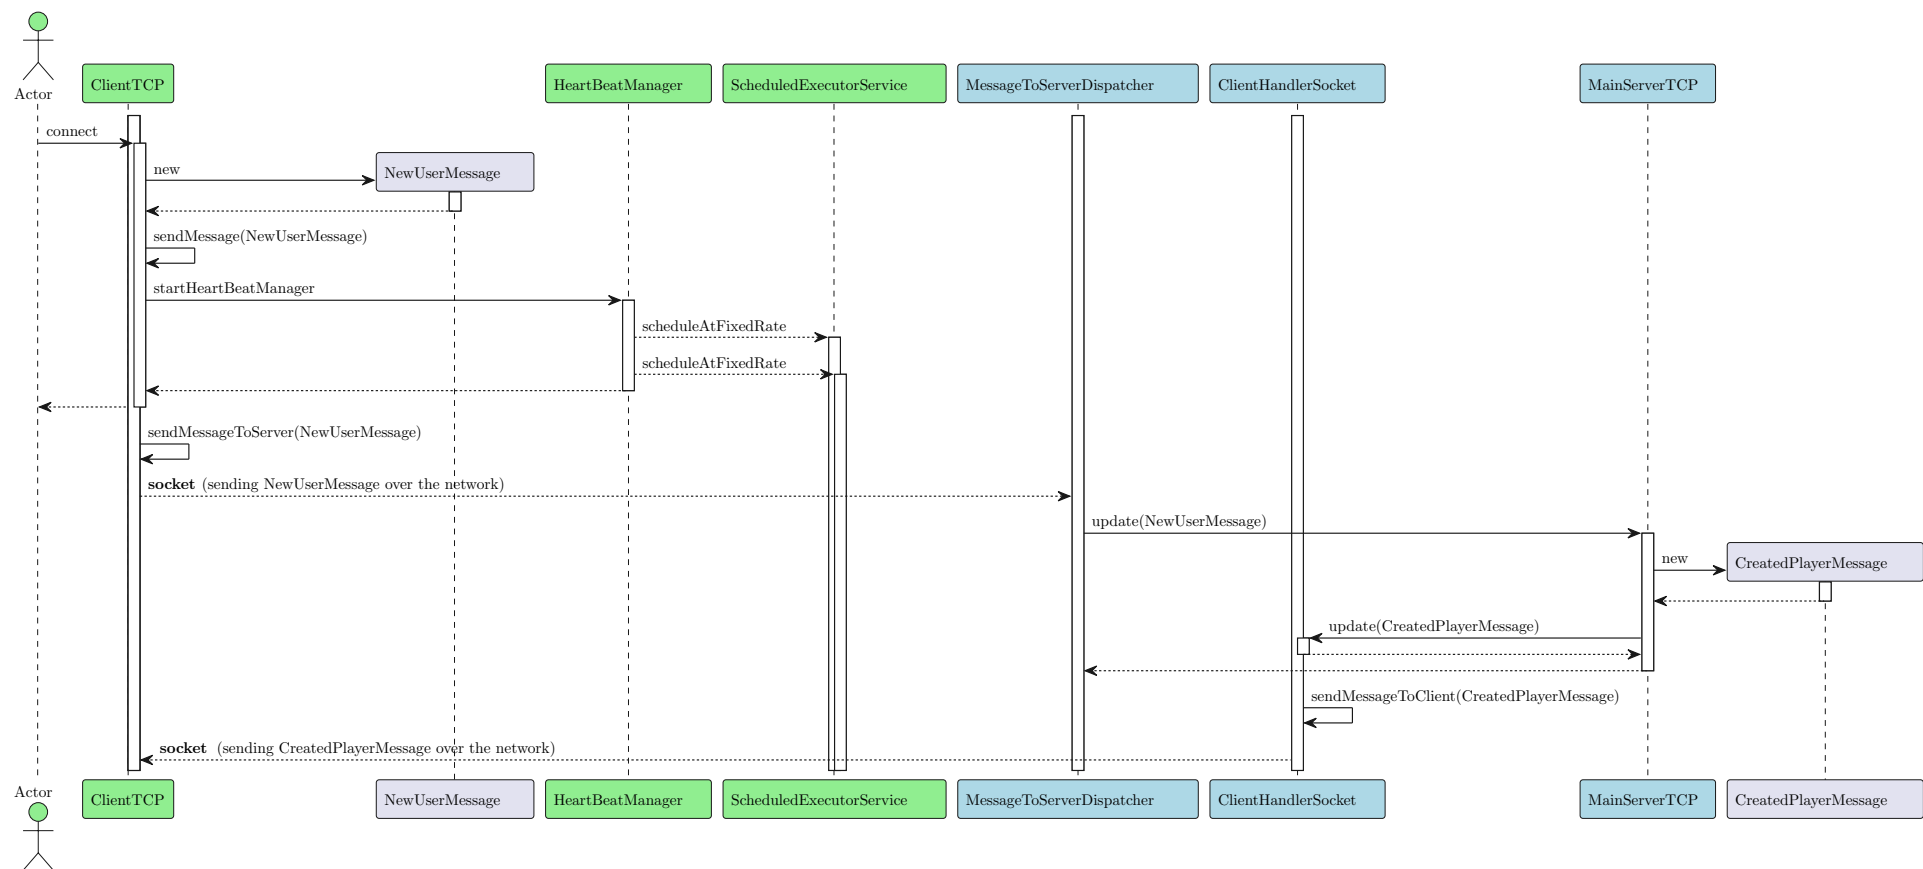 Actor
ClientTCP
HeartBeatManager
ScheduledExecutorService
MessageToServerDispatcher
ClientHandlerSocket
MainServerTCP
connect
new
NewUserMessage
sendMessage(NewUserMessage)
startHeartBeatManager
scheduleAtFixedRate
scheduleAtFixedRate
sendMessageToServer(NewUserMessage)
socket (sending NewUserMessage over the network)
update(NewUserMessage)
new
CreatedPlayerMessage
update(CreatedPlayerMessage)
sendMessageToClient(CreatedPlayerMessage)
socket (sending CreatedPlayerMessage over the network)
Actor
ClientTCP
NewUserMessage
HeartBeatManager
ScheduledExecutorService
MessageToServerDispatcher
ClientHandlerSocket
MainServerTCP
CreatedPlayerMessage